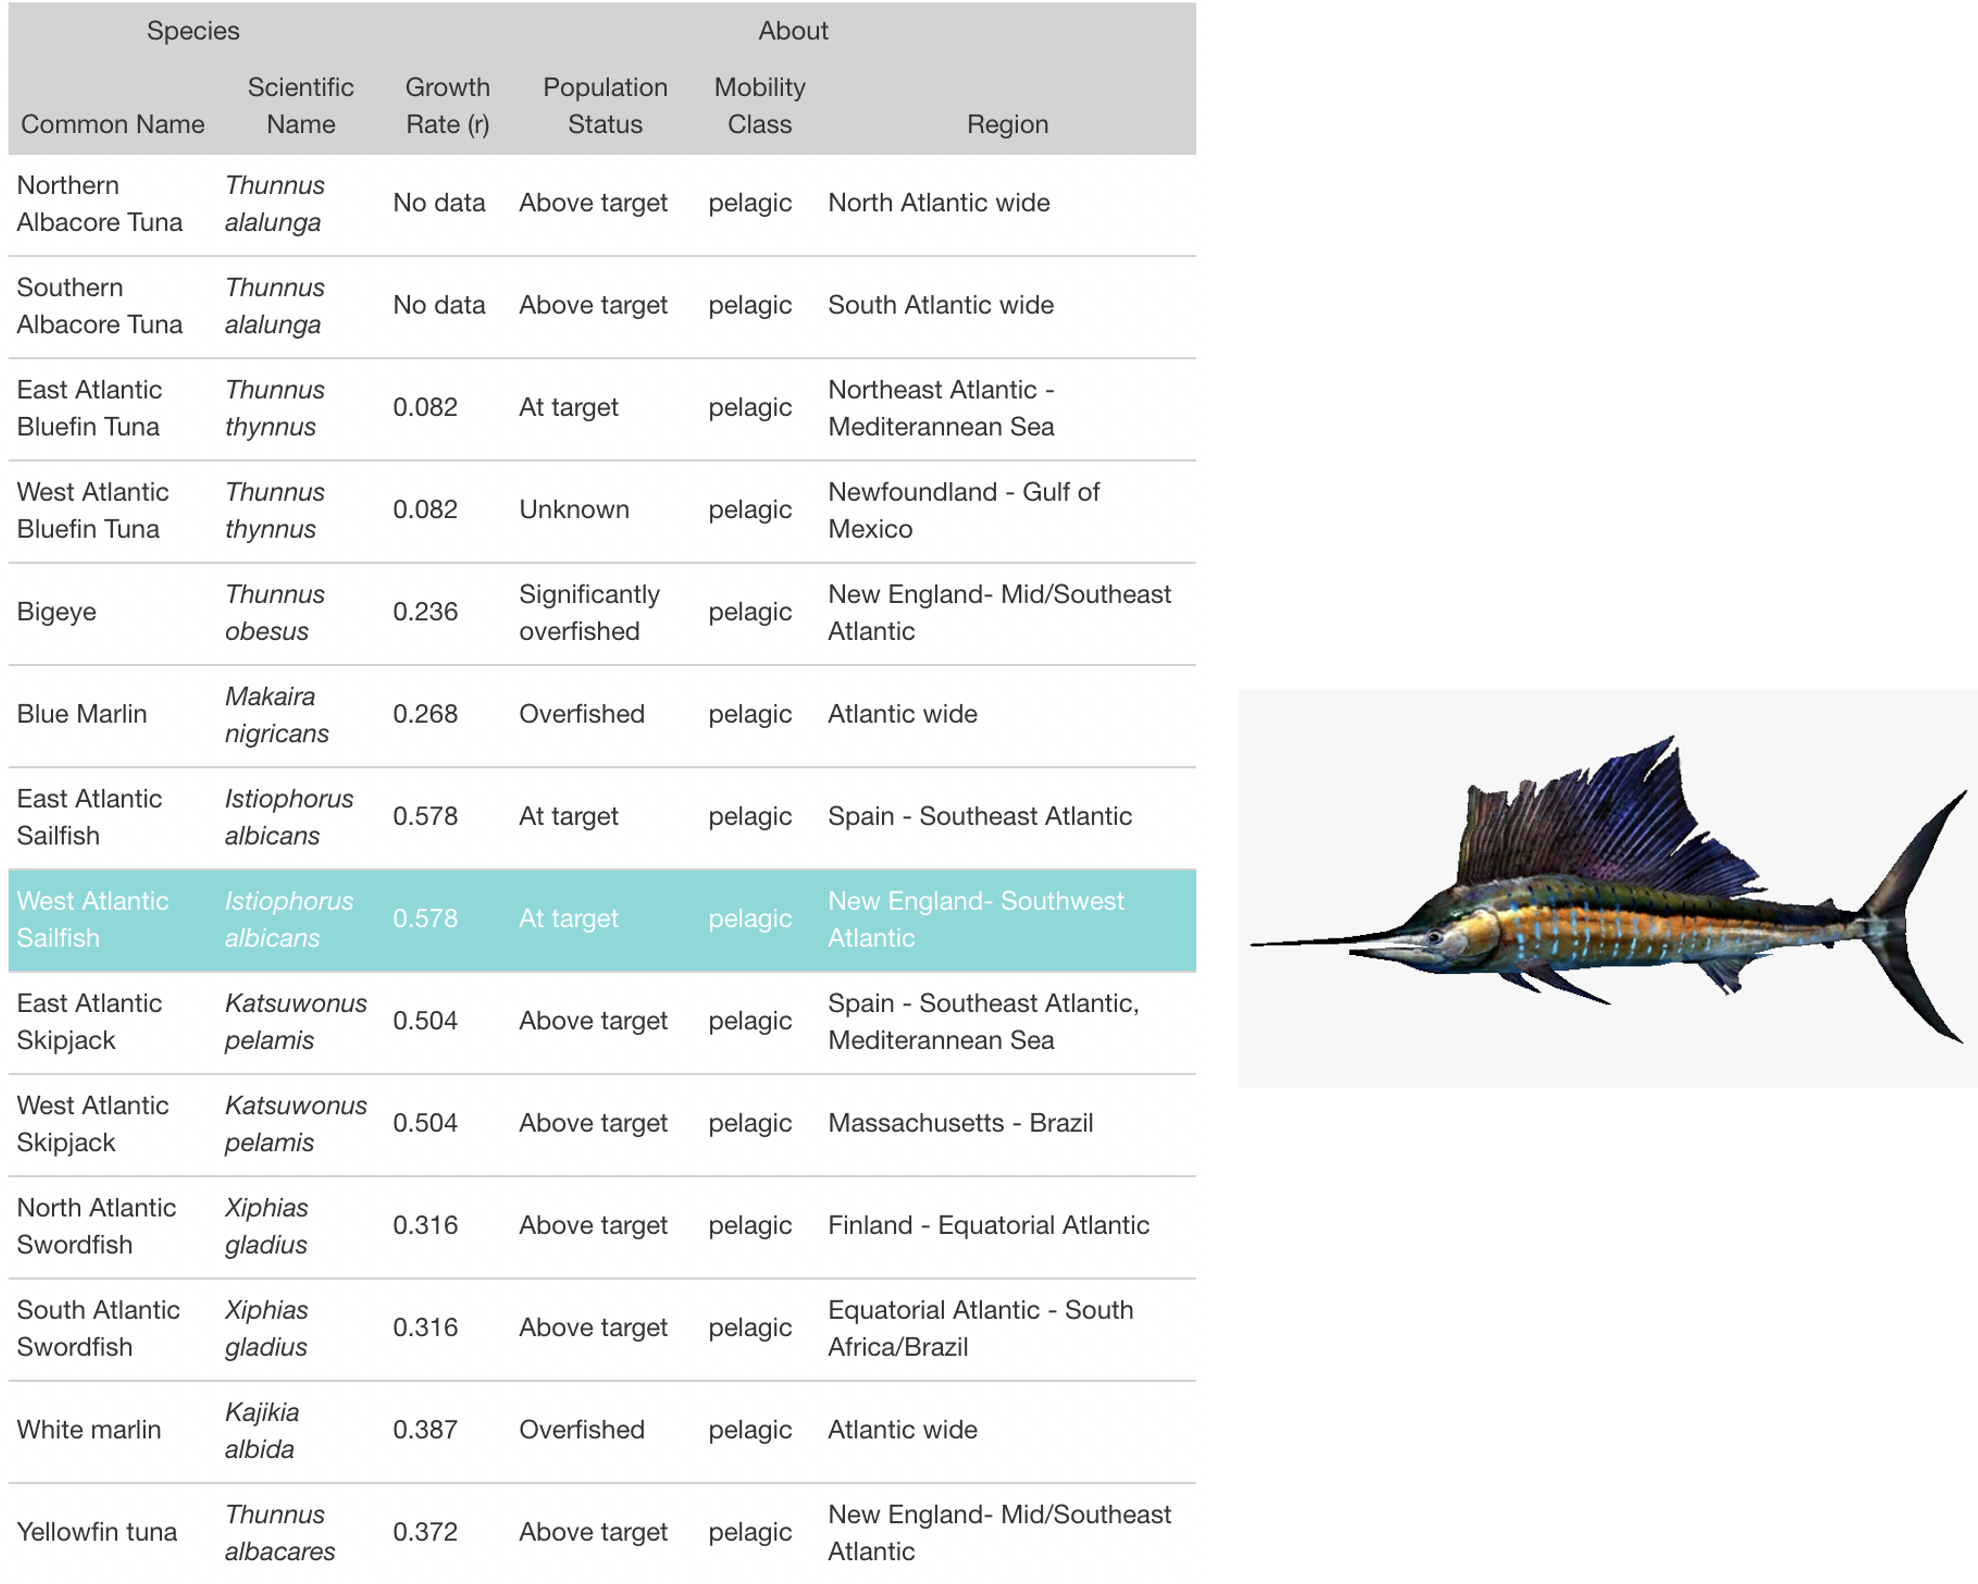 Species About
Common Name Scientific Name Growth Rate (r) Population Status Mobility Class Region
Northern Albacore Tuna Thunnus alalunga No data Above target pelagic North Atlantic wide
Southern Albacore Tuna Thunnus alalunga No data Above target pelagic South Atlantic wide
East Atlantic Bluefin Tuna Thunnus thynnus 0.082 At target pelagic Northeast Atlantic - Mediterannean Sea
West Atlantic Bluefin Tuna Thunnus thynnus 0.082 Unknown pelagic Newfoundland - Gulf of Mexico
Bigeye Thunnus obesus 0.236 Significantly overfished pelagic New England- Mid/Southeast Atlantic
Blue Marlin Makaira nigricans 0.268 Overfished pelagic Atlantic wide
East Atlantic Sailfish Istiophorus albicans 0.578 At target pelagic Spain - Southeast Atlantic
West Atlantic Sailfish Istiophorus albicans 0.578 At target pelagic New England- Southwest Atlantic
East Atlantic Skipjack Katsuwonus pelamis 0.504 Above target pelagic Spain - Southeast Atlantic, Mediterannean Sea
West Atlantic Skipjack Katsuwonus pelamis 0.504 Above target pelagic Massachusetts - Brazil
North Atlantic Swordfish Xiphias gladius 0.316 Above target pelagic Finland - Equatorial Atlantic
South Atlantic Swordfish Xiphias gladius 0.316 Above target pelagic Equatorial Atlantic - South Africa/Brazil
White marlin Kajikia albida 0.387 Overfished pelagic Atlantic wide
Yellowfin tuna Thunnus albacares 0.372 Above target pelagic New England- Mid/Southeast Atlantic